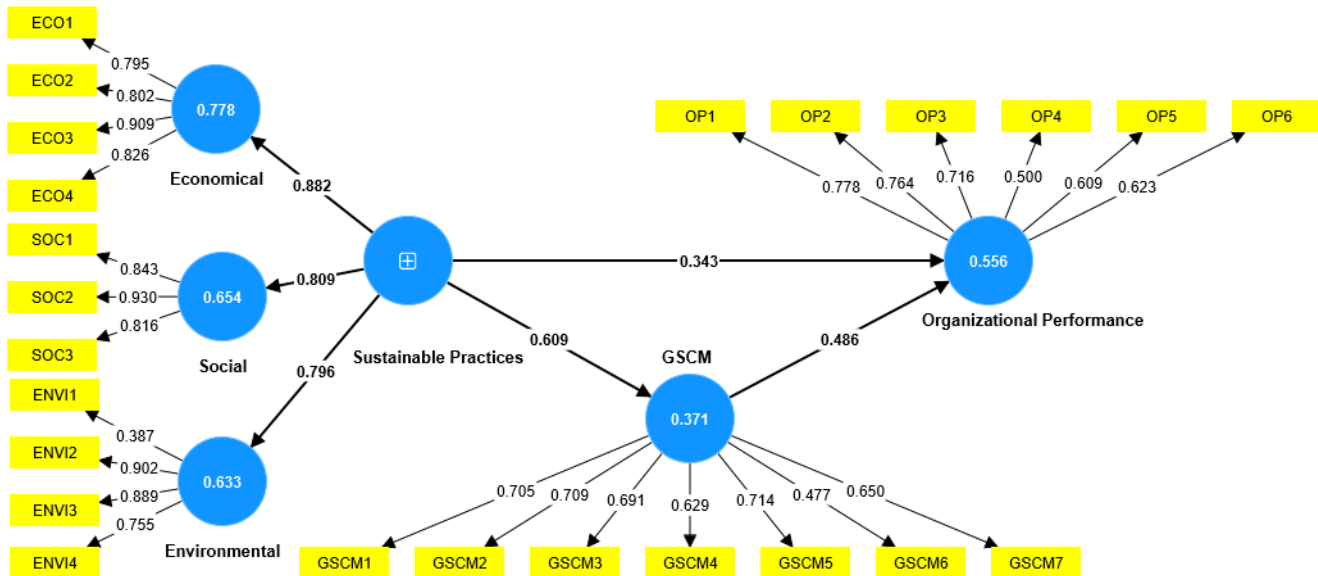 ECO1
0.795
ECO2
0.802
ECO3
0.909
ECO4
0.826
0.778
Economical
0.882
SOC1
0.843
SOC2
0.930
SOC3
0.816
0.654
Social
0.809
ENVI1
0.387
ENVI2
0.902
ENVI3
0.889
ENVI4
0.755
0.633
Environmental
0.796
Sustainable Practices
0.343
0.609
GSCM
0.371
0.486
OP1 OP2 OP3 OP4 OP5 OP6
0.778 0.764 0.716 0.500 0.609 0.623
0.556
Organizational Performance
0.705 0.709 0.691 0.629 0.714 0.477 0.650
GSCM1 GSCM2 GSCM3 GSCM4 GSCM5 GSCM6 GSCM7